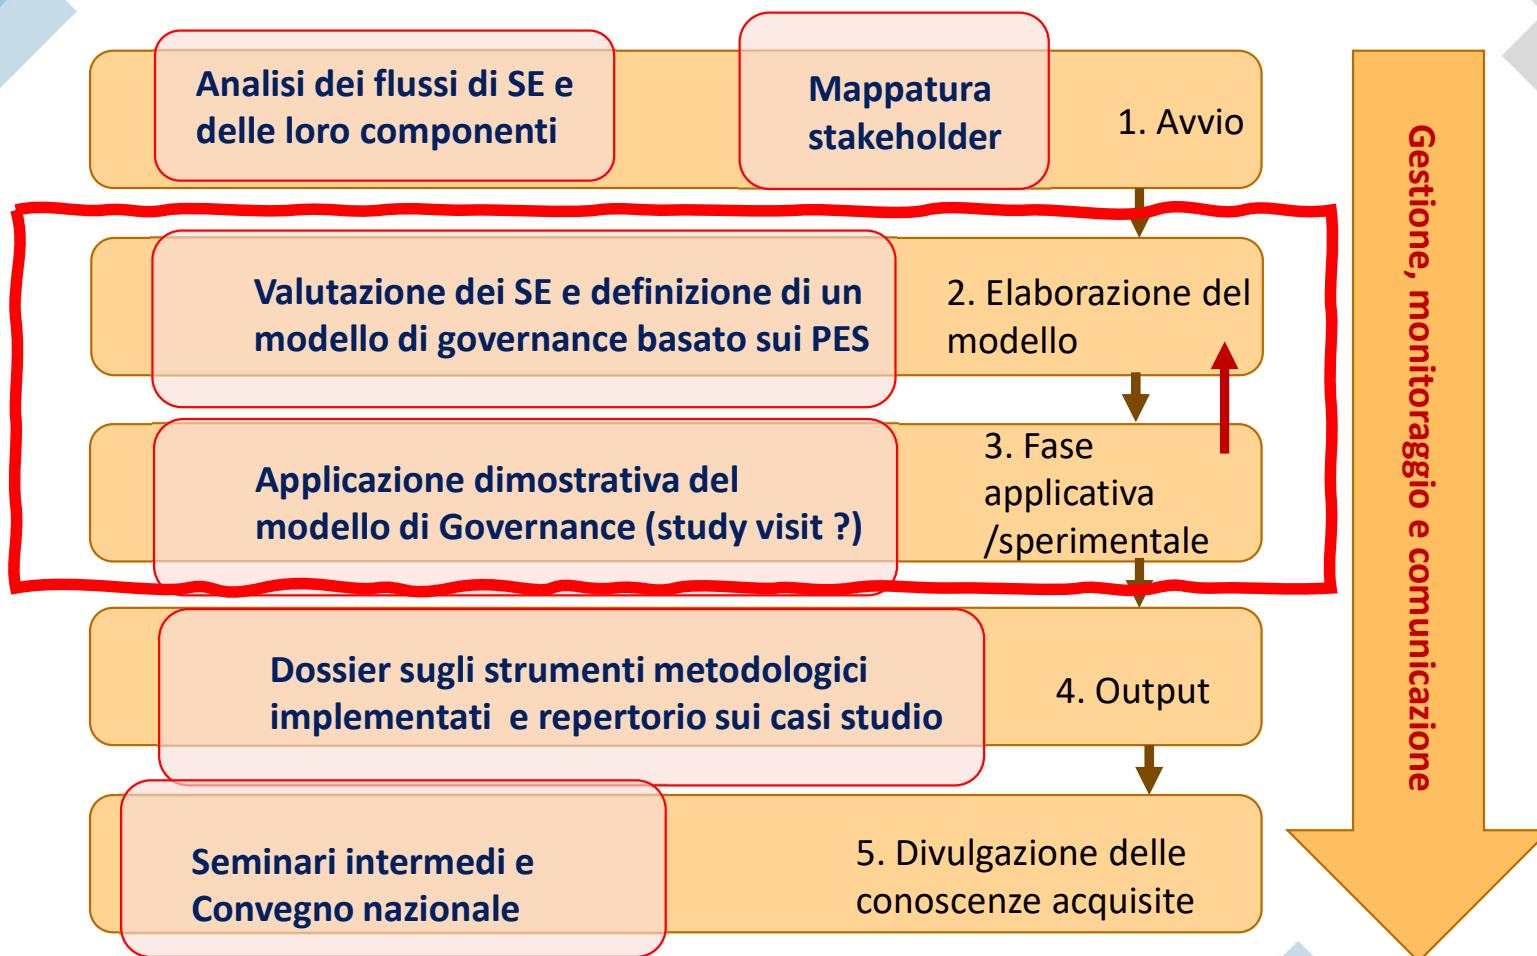 Analisi dei flussi di SE e
delle loro componenti
Mappatura
stakeholder
1. Avvio
Valutazione dei SE e definizione di un
modello di governance basato sui PES
2. Elaborazione del
modello
Applicazione dimostrativa del
modello di Governance (study visit ?)
3. Fase
applicativa
/sperimentale
Dossier sugli strumenti metodologici
implementati  e repertorio sui casi studio
4. Output
Seminari intermedi e
Convegno nazionale
5. Divulgazione delle
conoscenze acquisite
Gestione, monitoraggio e comunicazione